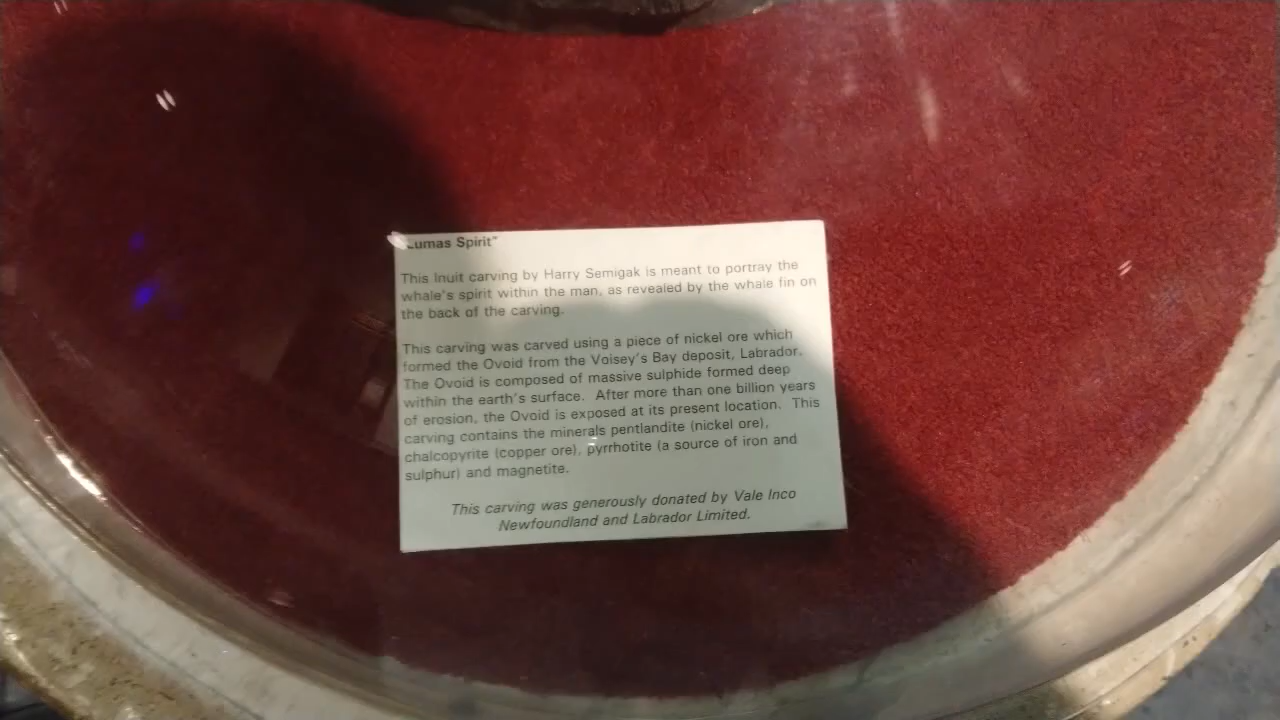 Spirit"
This Inuit carving by Harry Semigak is meant to portray the
whale's spirit within the man, as revealed by the whale fin on
the back of the carving.
This carving was carved using a piece of nickel ore which
formed the Ovoid from the Voisey's Bay deposit, Labrador.
The Ovoid is composed of massive sulphide formed deep
within the earth's surface. After more than one billion years
of erosion, the Ovoid is exposed at its present location. This
carving contains the minerals pentlandite (nickel ore),
chalcopyrite (copper ore), pyrrhotite (a source of iron and
sulphur) and magnetite.
This carving was generously donated by Vale Inco
Newfoundland and Labrador Limited.